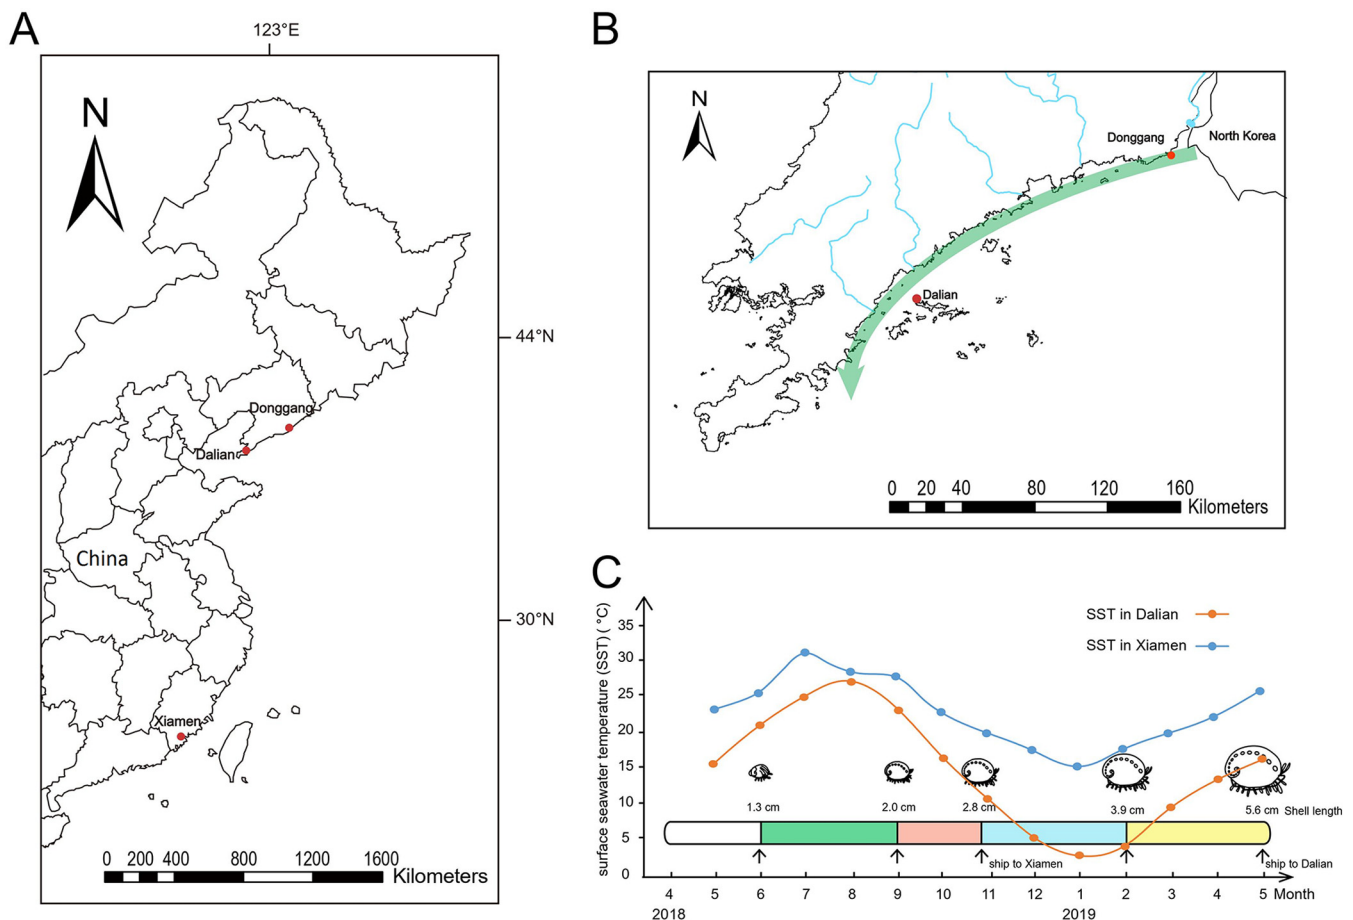 A
123°E
N
44°N
Donggang
Dalian
China
30°N
Xiamen
0 200 400 800 1200 1600
Kilometers
B
N
Donggang
North Korea
Dalian
0 20 40 80 120 160
Kilometers
C
surface seawater temperature (SST) ( °C)
35
30
25
20
15
10
5
0
SST in Dalian
SST in Xiamen
1.3 cm
2.0 cm
2.8 cm
3.9 cm
5.6 cm Shell length
ship to Xiamen
ship to Dalian
4 5 6 7 8 9 10 11 12 1 2 3 4 5 Month
2018 2019